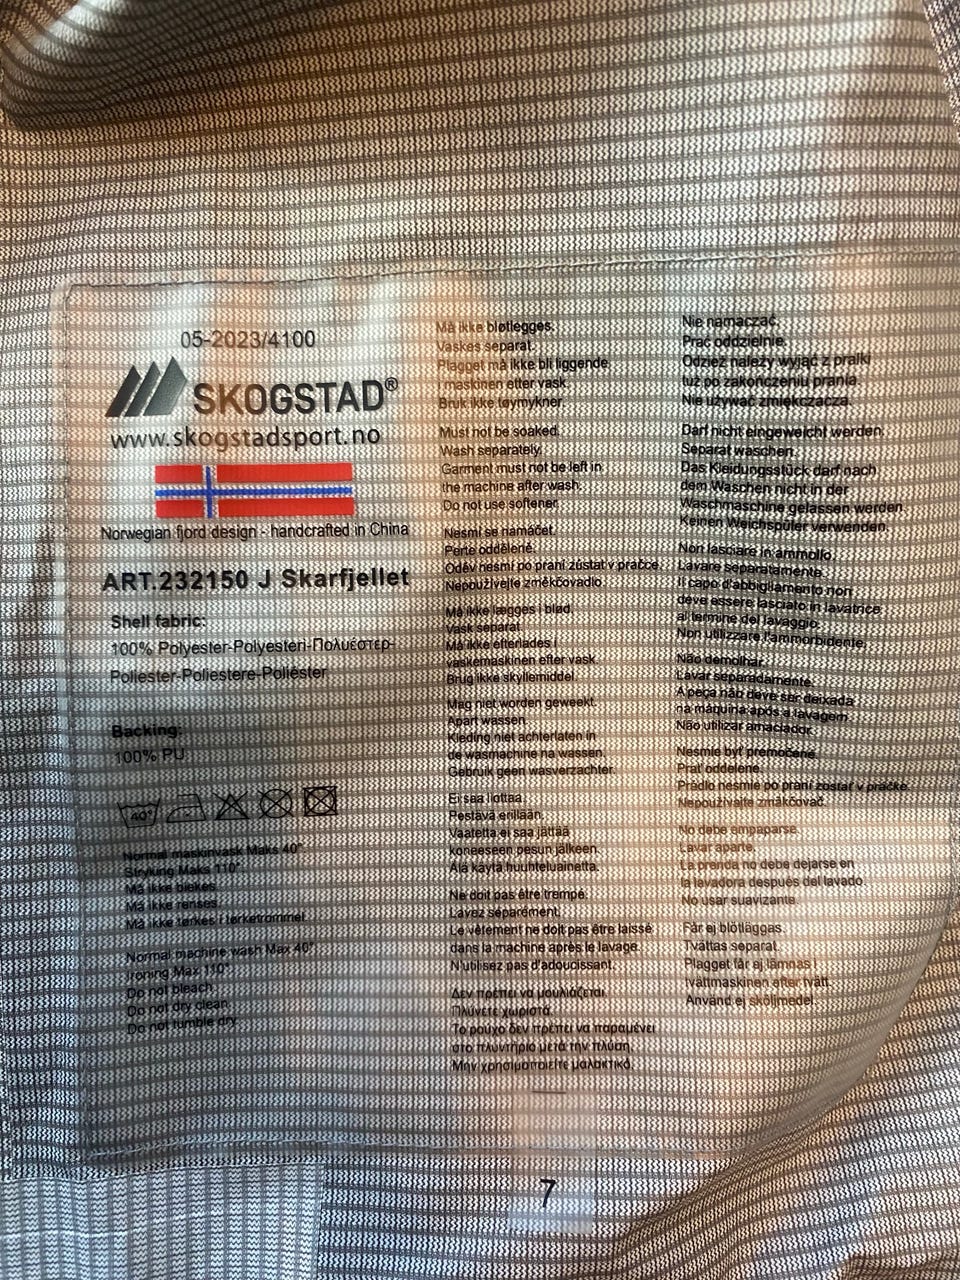 05-2023/4100
SKOGSTAD®
www.skogstadsport.no
Norwegian fjord design - handcrafted in China
ART.232150 J Skarfjellet
Shell fabric:
100% Polyester-Polyesteri-Πολυέστερ-
Poliester-Poliestere-Poliéster
Backing:
100% PU
40°
Normal maskinvask Maks 40°.
Stryking Maks 110°.
Må ikke blekes.
Må ikke renses.
Må ikke tørkes i tørketrommel.
Normal machine wash Max 40°
Ironing Max 110°.
Do not bleach.
Do not dry clean.
Do not tumble dry.
Må ikke bløtlegges.
Vaskes separat.
Plagget må ikke bli liggende
i maskinen etter vask.
Bruk ikke tøymykner.
Must not be soaked.
Wash separately.
Garment must not be left in
the machine after wash.
Do not use softener.
Nesmí se namáčet.
Perte odděleně.
Oděv nesmí po praní zůstat v pračce.
Nepoužívejte změkčovadlo.
Må ikke lægges i blød.
Vask separat.
Må ikke efterlades i
vaskemaskinen efter vask.
Brug ikke skyllemiddel.
Mag niet worden geweekt.
Apart wassen.
Kleding niet achterlaten in
de wasmachine na wassen.
Gebruik geen wasverzachter.
Ei saa liottaa.
Pestävä erillään.
Vaatetta ei saa jättää
koneeseen pesun jälkeen.
Älä käytä huuhteluainetta.
Ne doit pas être trempé.
Lavez séparément.
Le vêtement ne doit pas être laissé
dans la machine après le lavage.
N'utilisez pas d'adoucissant.
Δεν πρέπει να μουλιάζεται.
Πλύνετε χωριστά.
Το ρούχο δεν πρέπει να παραμένει
στο πλυντήριο μετά την πλύση.
Μην χρησιμοποιείτε μαλακτικό.
Nie namaczać.
Prać oddzielnie.
Odzież należy wyjąć z pralki
tuż po zakończeniu prania.
Nie używać zmiękczacza.
Darf nicht eingeweicht werden.
Separat waschen.
Das Kleidungsstück darf nach
dem Waschen nicht in der
Waschmaschine gelassen werden.
Keinen Weichspüler verwenden.
Non lasciare in ammollo.
Lavare separatamente.
Il capo d'abbigliamento non
deve essere lasciato in lavatrice
al termine del lavaggio.
Non utilizzare l'ammorbidente.
Não demolhar.
Lavar separadamente.
A peça não deve ser deixada
na máquina após a lavagem.
Não utilizar amaciador.
Nesmie byť premočené.
Prať oddelene.
Prádlo nesmie po praní zostať v práčke.
Nepoužívajte zmäkčovač.
No debe empaparse.
Lavar aparte.
La prenda no debe dejarse en
la lavadora después del lavado.
No usar suavizante.
Får ej blötläggas.
Tvättas separat.
Plagget får ej lämnas i
tvättmaskinen efter tvätt.
Använd ej sköljmedel.
7